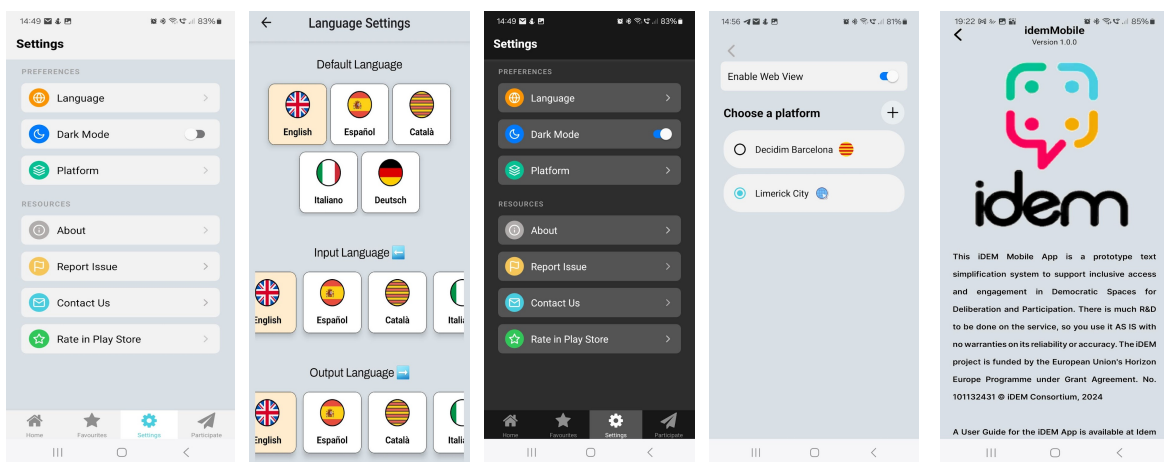 14:49 83%
Settings
PREFERENCES
Language
Dark Mode
Platform
RESOURCES
About
Report Issue
Contact Us
Rate in Play Store
Home Favourites Settings Participate
Language Settings
Default Language
English Español Català
Italiano Deutsch
Input Language
English Español Català Itali
Output Language
English Español Català Itali
14:49 83%
Settings
PREFERENCES
Language
Dark Mode
Platform
RESOURCES
About
Report Issue
Contact Us
Rate in Play Store
Home Favourites Settings Participate
14:56 81%
Enable Web View
Choose a platform +
Decidim Barcelona
Limerick City
19:22 85%
idemMobile
Version 1.0.0
idem
This iDEM Mobile App is a prototype text
simplification system to support inclusive access
and engagement in Democratic Spaces for
Deliberation and Participation. There is much R&D
to be done on the service, so you use it AS IS with
no warranties on its reliability or accuracy. The iDEM
project is funded by the European Union's Horizon
Europe Programme under Grant Agreement. No.
101132431 © iDEM Consortium, 2024
A User Guide for the iDEM App is available at Idem